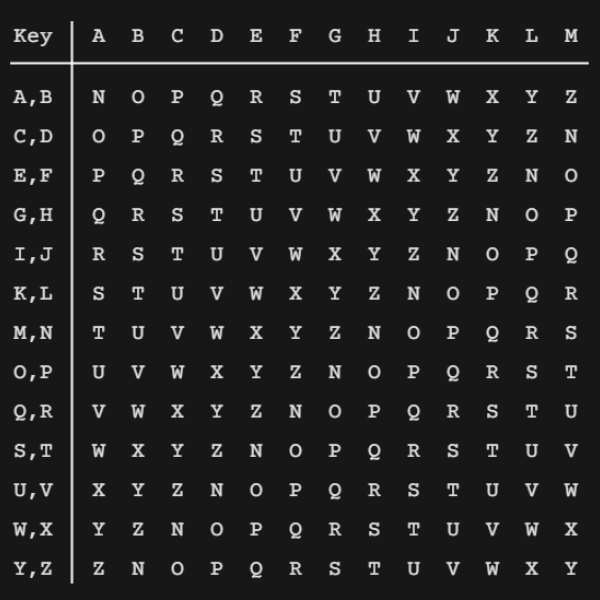 Key A B C D E F G H I J K L M
A,B N O P Q R S T U V W X Y Z
C,D O P Q R S T U V W X Y Z N
E,F P Q R S T U V W X Y Z N O
G,H Q R S T U V W X Y Z N O P
I,J R S T U V W X Y Z N O P Q
K,L S T U V W X Y Z N O P Q R
M,N T U V W X Y Z N O P Q R S
O,P U V W X Y Z N O P Q R S T
Q,R V W X Y Z N O P Q R S T U
S,T W X Y Z N O P Q R S T U V
U,V X Y Z N O P Q R S T U V W
W,X Y Z N O P Q R S T U V W X
Y,Z Z N O P Q R S T U V W X Y